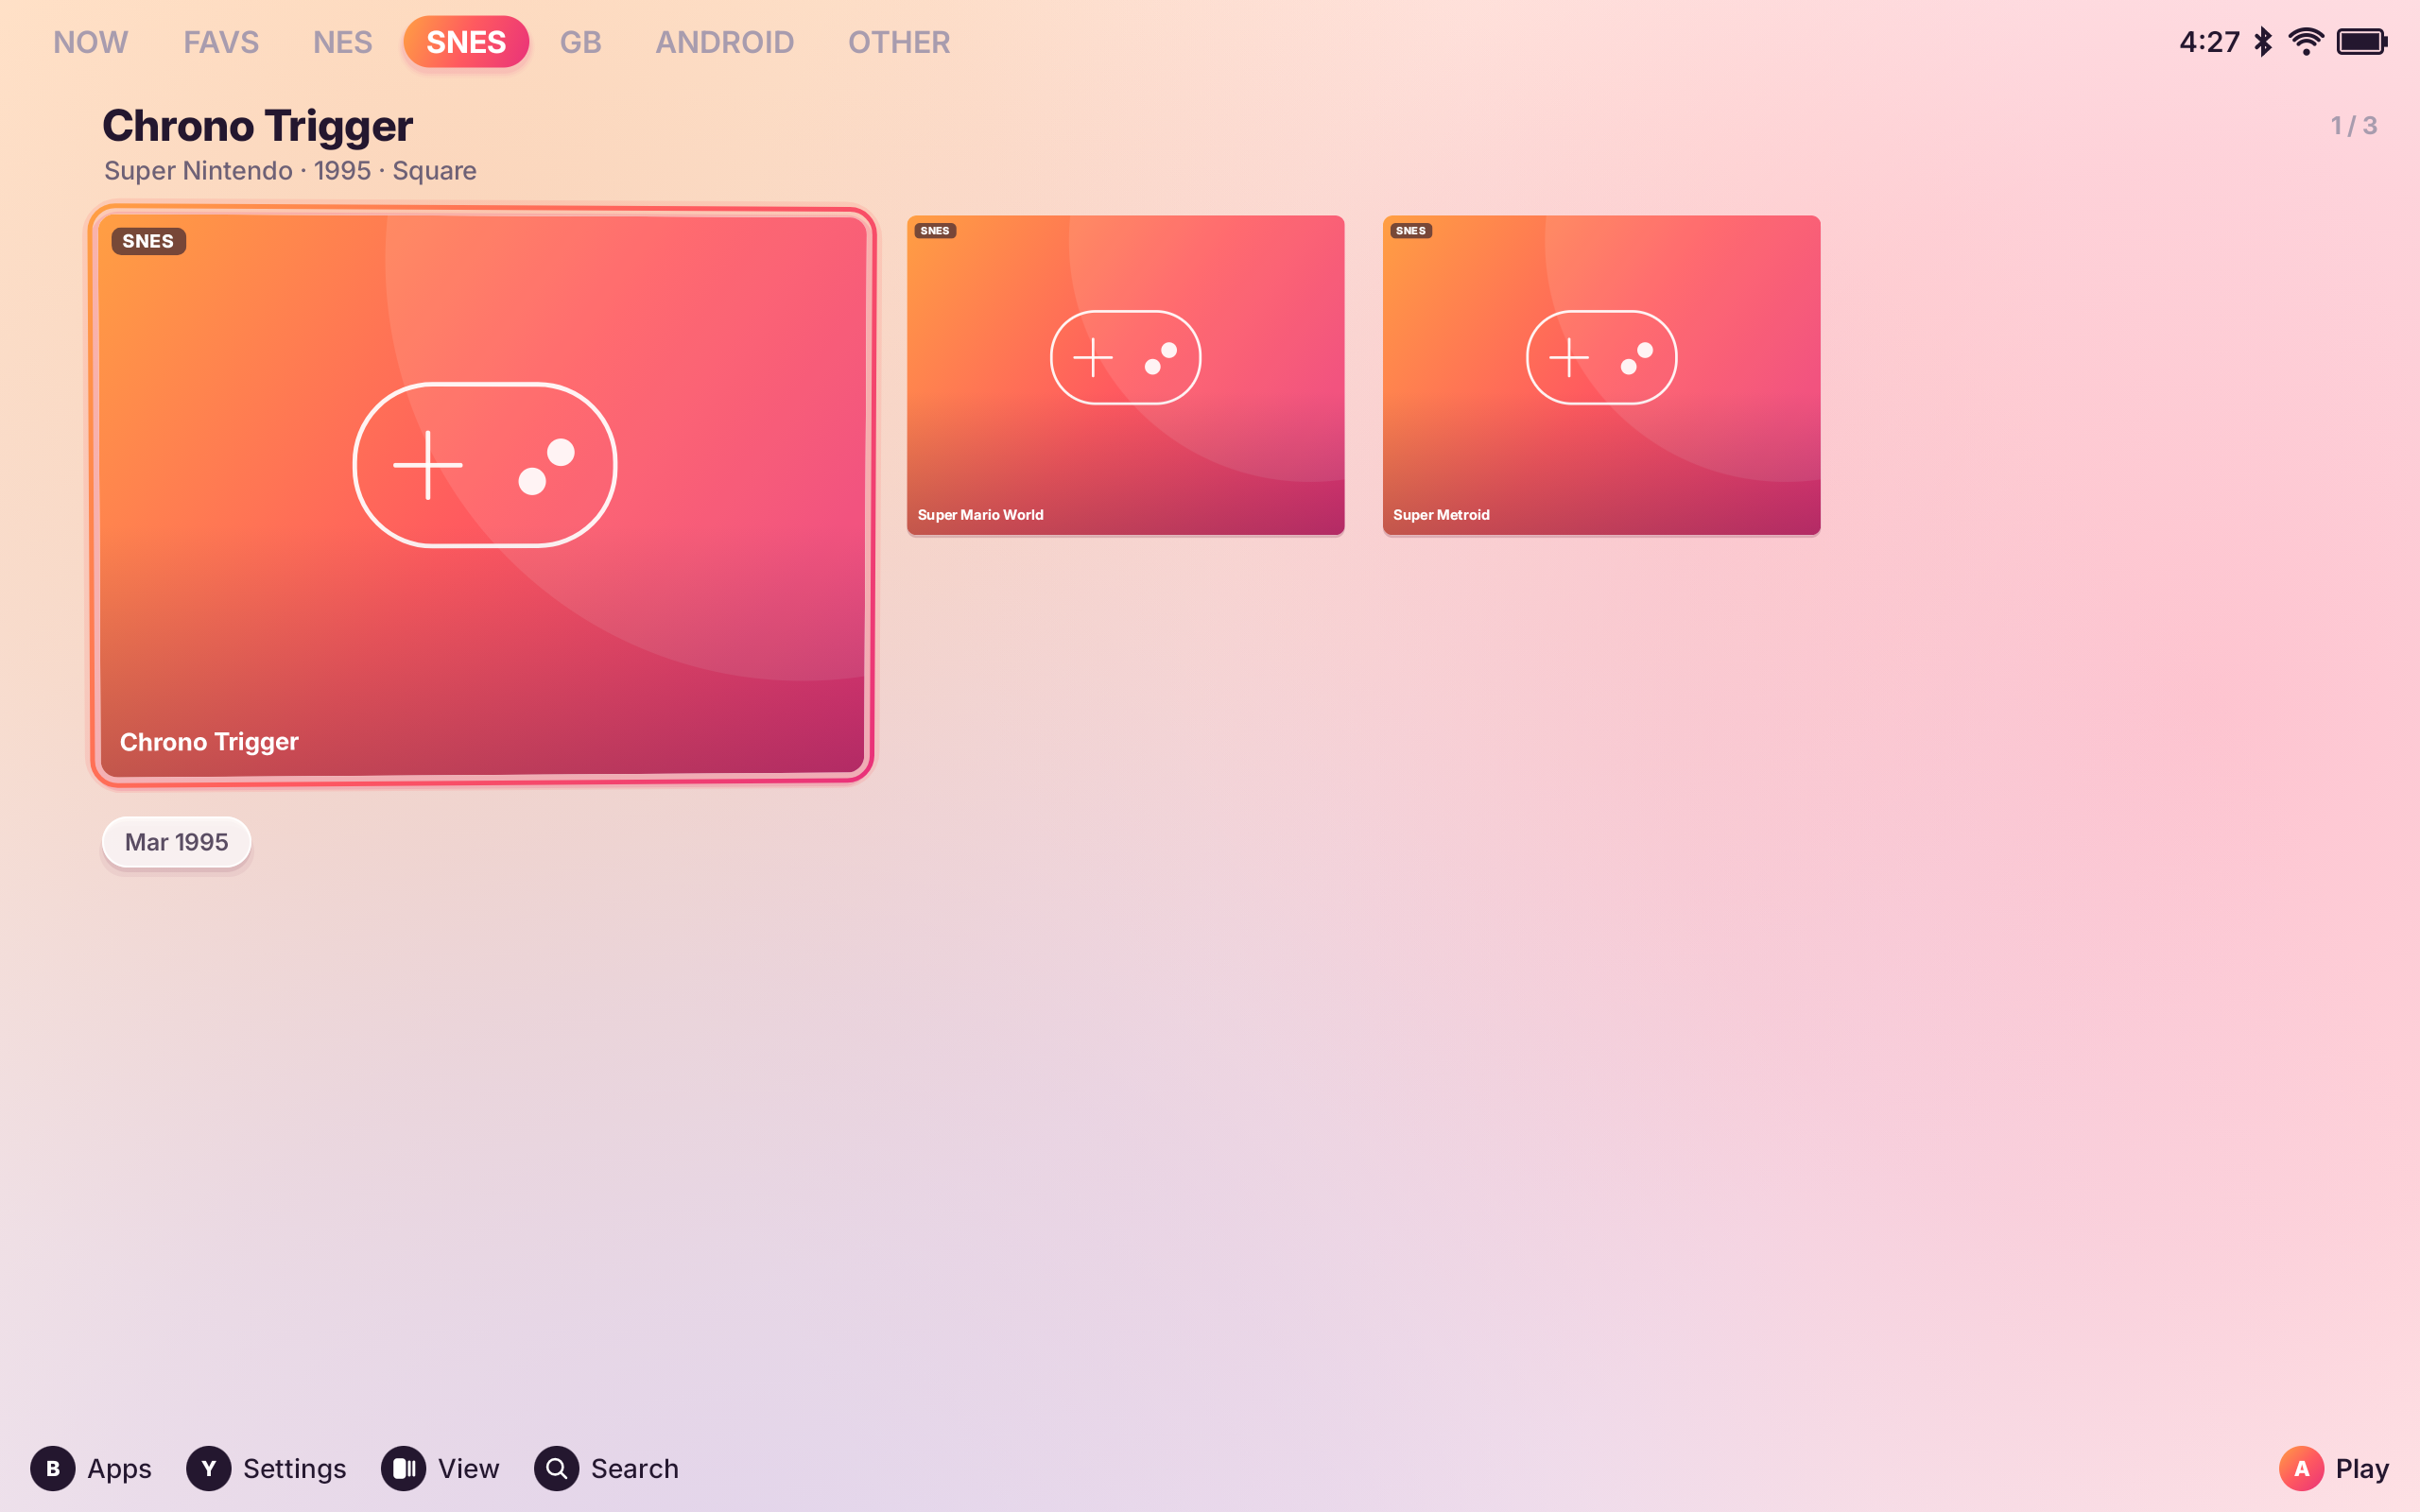 NOW FAVS NES SNES GB ANDROID OTHER 4:27
Chrono Trigger 1 / 3
Super Nintendo · 1995 · Square
SNES SNES SNES
Super Mario World Super Metroid
Chrono Trigger
Mar 1995
B Apps Y Settings View Search A Play